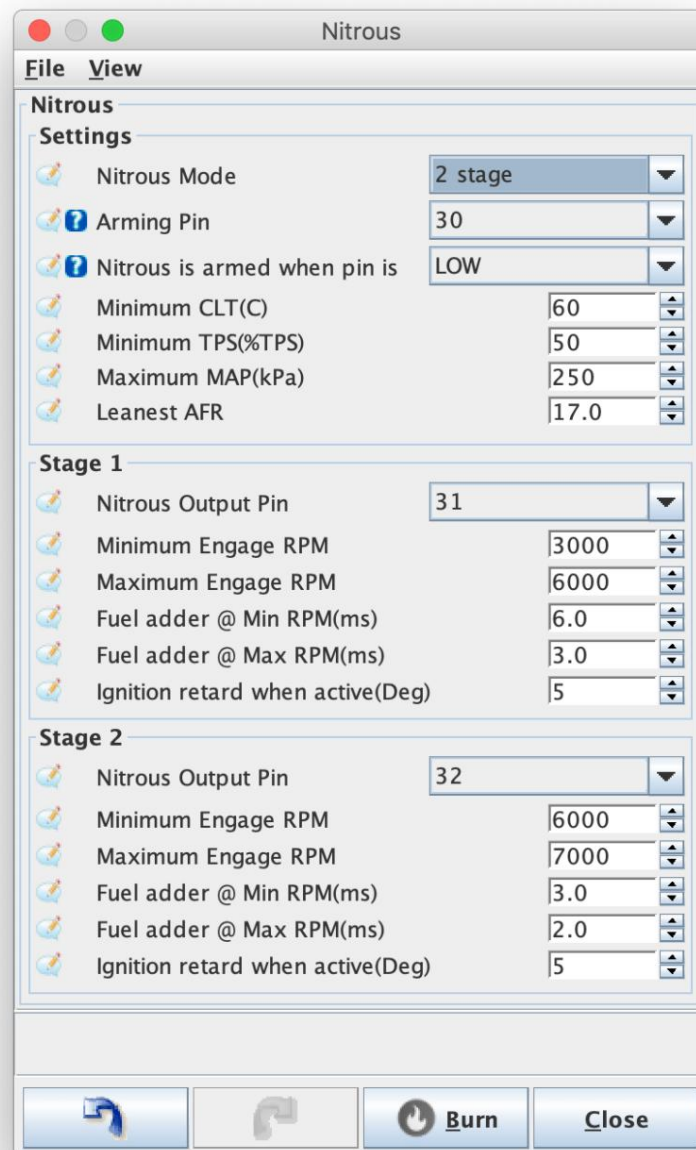 Nitrous
File View
Nitrous
Settings
Nitrous Mode 2 stage
? Arming Pin 30
? Nitrous is armed when pin is LOW
Minimum CLT(C) 60
Minimum TPS(%TPS) 50
Maximum MAP(kPa) 250
Leanest AFR 17.0
Stage 1
Nitrous Output Pin 31
Minimum Engage RPM 3000
Maximum Engage RPM 6000
Fuel adder @ Min RPM(ms) 6.0
Fuel adder @ Max RPM(ms) 3.0
Ignition retard when active(Deg) 5
Stage 2
Nitrous Output Pin 32
Minimum Engage RPM 6000
Maximum Engage RPM 7000
Fuel adder @ Min RPM(ms) 3.0
Fuel adder @ Max RPM(ms) 2.0
Ignition retard when active(Deg) 5
Burn Close